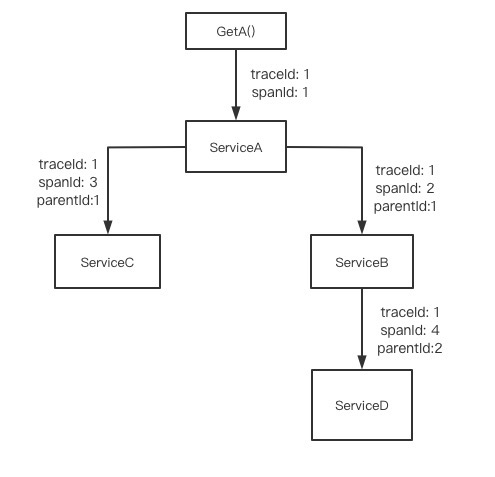 GetA()
traceId: 1
spanId: 1
ServiceA
traceId: 1
spanId: 3
parentId:1
traceId: 1
spanId: 2
parentId:1
ServiceC
ServiceB
traceId: 1
spanId: 4
parentId:2
ServiceD